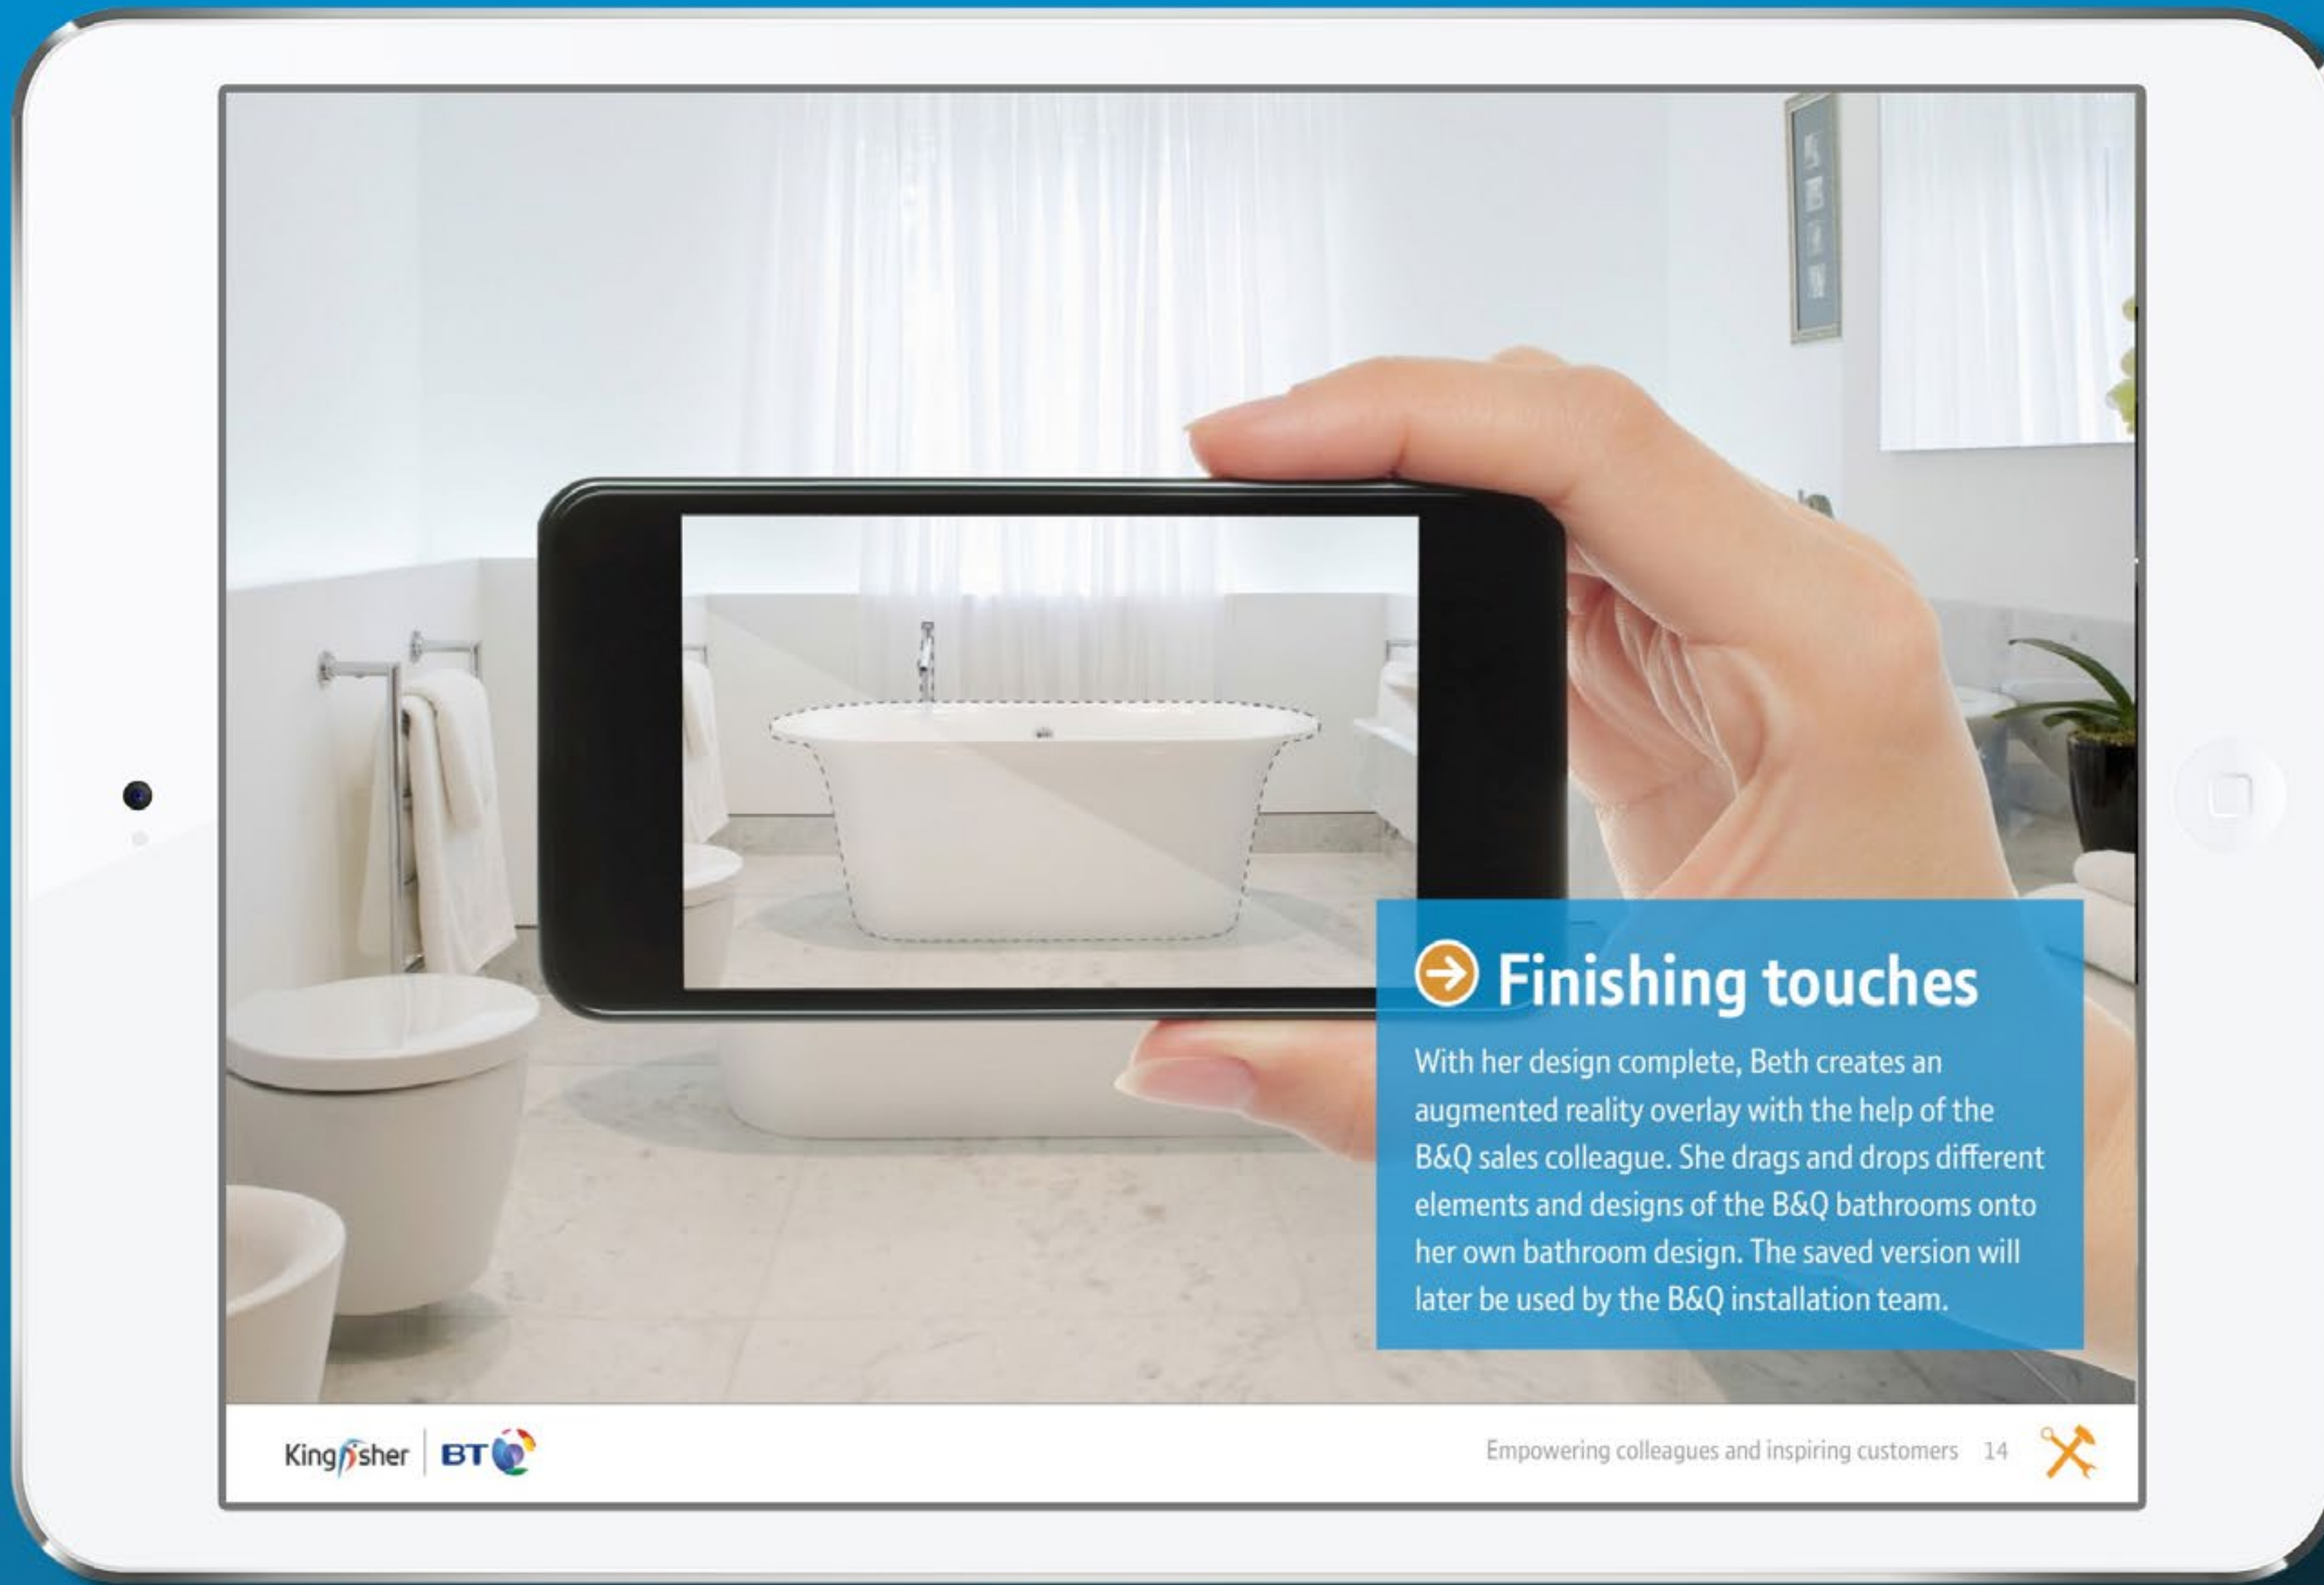 Finishing touches
With her design complete, Beth creates an
augmented reality overlay with the help of the
B&Q sales colleague. She drags and drops different
elements and designs of the B&Q bathrooms onto
her own bathroom design. The saved version will
later be used by the B&Q installation team.
Kingfisher BT
Empowering colleagues and inspiring customers 14